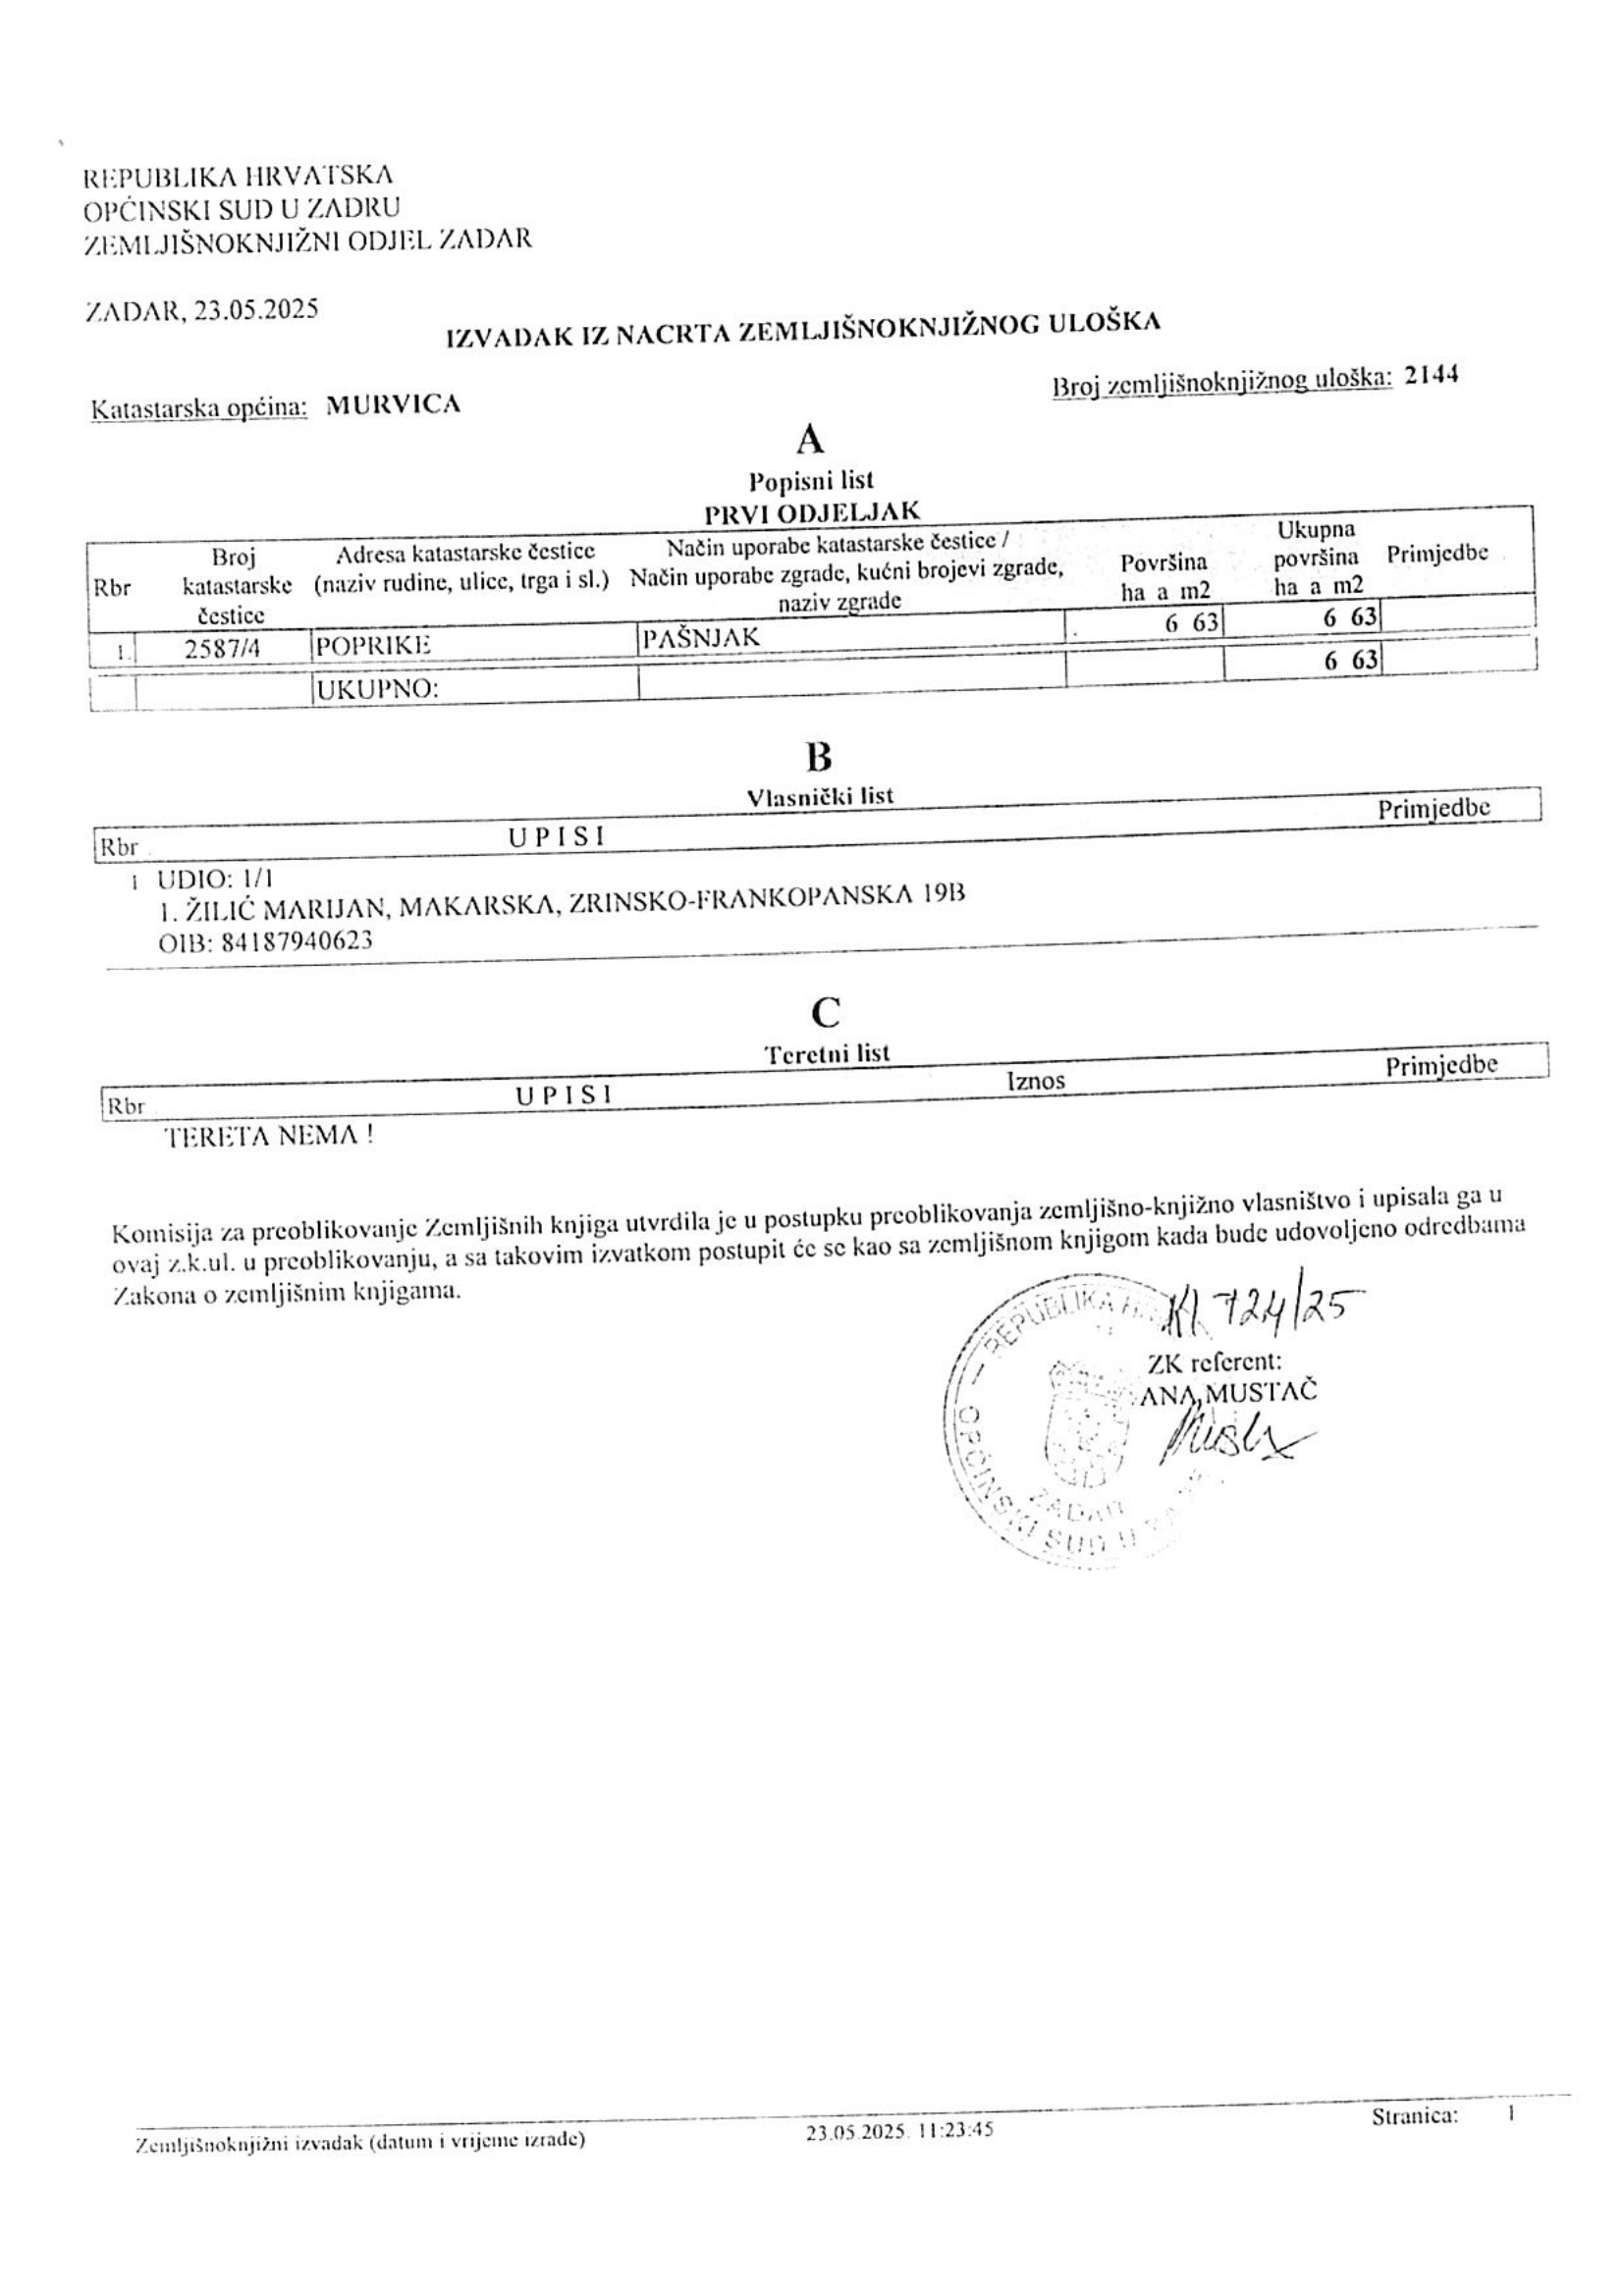 REPUBLIKA HRVATSKA
OPĆINSKI SUD U ZADRU
ZEMLJIŠNOKNJIŽNI ODJEL ZADAR
ZADAR, 23.05.2025
IZVADAK IZ NACRTA ZEMLJIŠNOKNJIŽNOG ULOŠKA
Katastarska općina: MURVICA
Broj zemljišnoknjižnog uloška: 2144
A
Popisni list
PRVI ODJELJAK
Rbr
Broj
katastarske
čestice
Adresa katastarske čestice
(naziv rudine, ulice, trga i sl.)
Način uporabe katastarske čestice /
Način uporabe zgrade, kućni brojevi zgrade,
naziv zgrade
Površina
ha a m2
Ukupna
površina
ha a m2
Primjedbe
1. 2587/4 POPRIKE PAŠNJAK 6 63 6 63
UKUPNO: 6 63
B
Vlasnički list
Rbr UPISI Primjedbe
1 UDIO: 1/1
1. ŽILIĆ MARIJAN, MAKARSKA, ZRINSKO-FRANKOPANSKA 19B
OIB: 84187940623
C
Teretni list
Rbr UPISI Iznos Primjedbe
TERETA NEMA !
Komisija za preoblikovanje Zemljišnih knjiga utvrdila je u postupku preoblikovanja zemljišno-knjižno vlasništvo i upisala ga u
ovaj z.k.ul. u preoblikovanju, a sa takovim izvatkom postupit će se kao sa zemljišnom knjigom kada bude udovoljeno odredbama
Zakona o zemljišnim knjigama.
724/25
ZK referent:
ANA MUSTAČ
REPUBLIKA
OPĆINSKI SUD U
ZADAR
Zemljišnoknjižni izvadak (datum i vrijeme izrade) 23.05.2025. 11:23:45 Stranica: 1